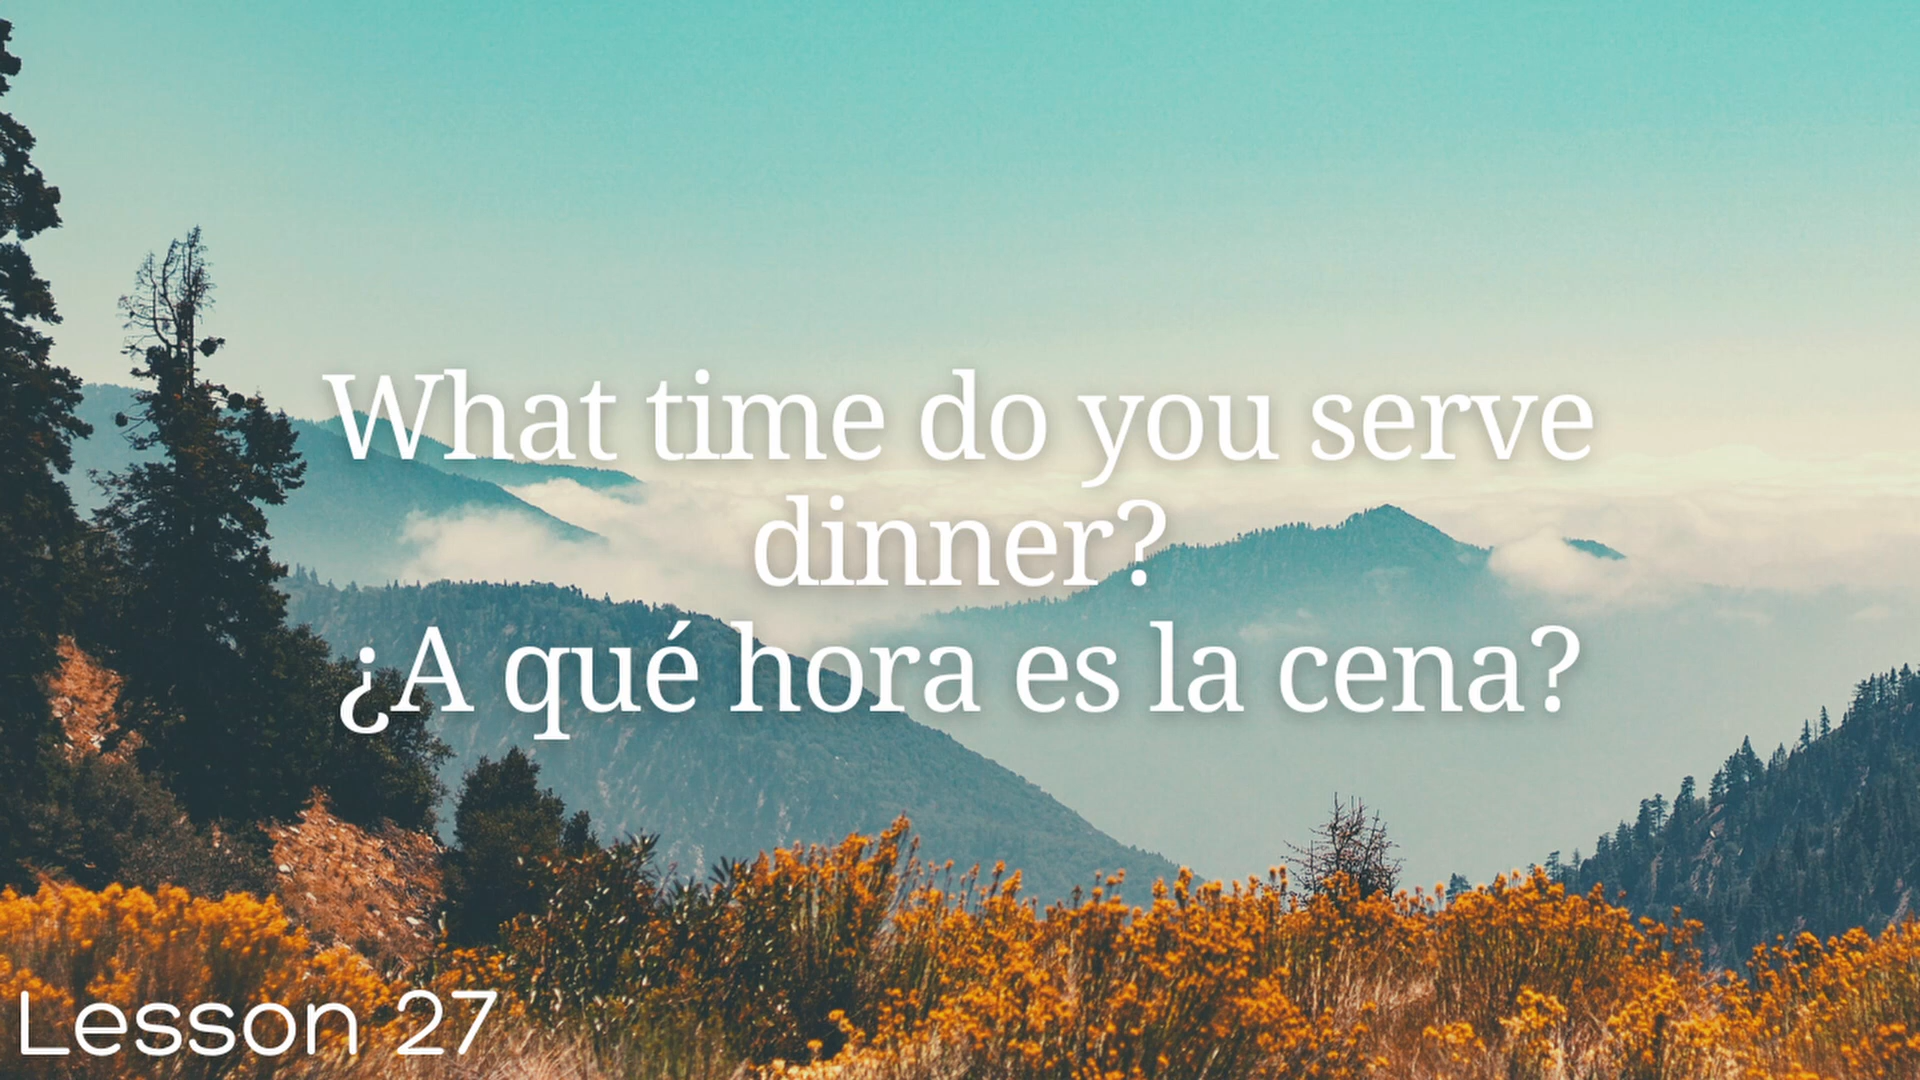 What time do you serve
dinner?
¿A qué hora es la cena?
Lesson 27